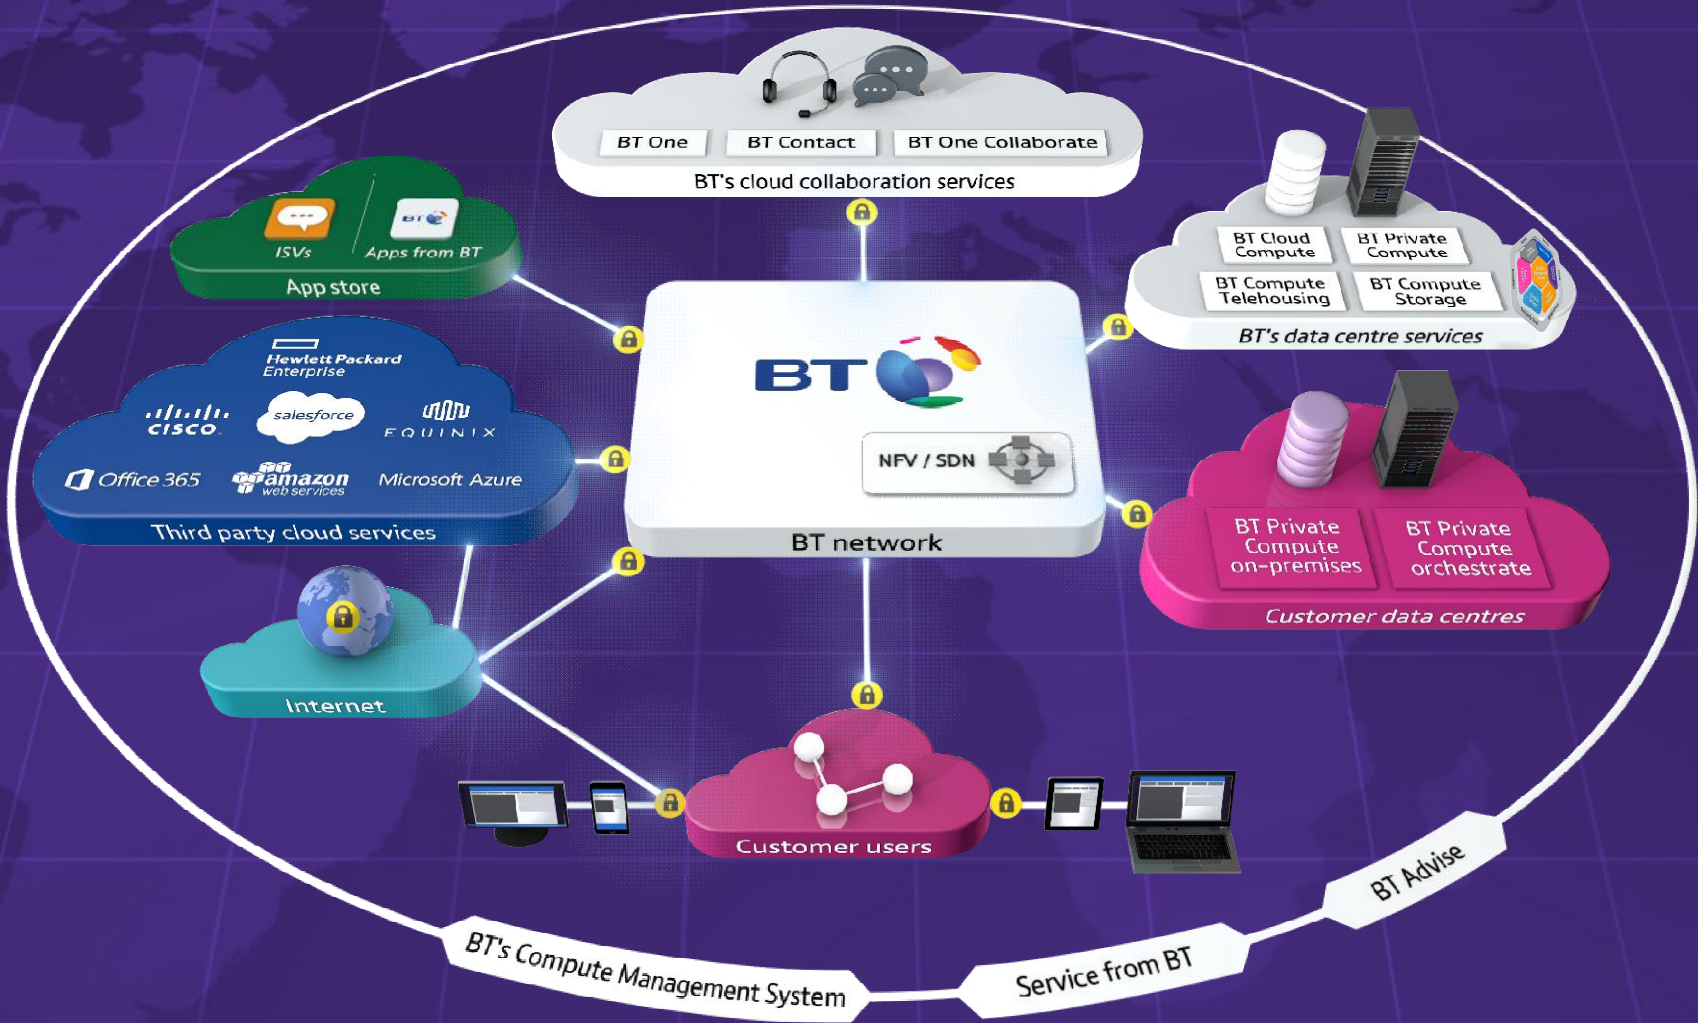 BT One
BT Contact
BT One Collaborate
BT's cloud collaboration services
ISVs
BT
Apps from BT
App store
BT Cloud
Compute
BT Private
Compute
BT Compute
Telehousing
BT Compute
Storage
BT's data centre services
Hewlett Packard
Enterprise
CISCO
salesforce
EQUINIX
Office 365
amazon
web services
Microsoft Azure
Third party cloud services
BT
NFV / SDN
BT network
BT Private
Compute
on-premises
BT Private
Compute
orchestrate
Customer data centres
Internet
Customer users
BT's Compute Management System
Service from BT
BT Advise